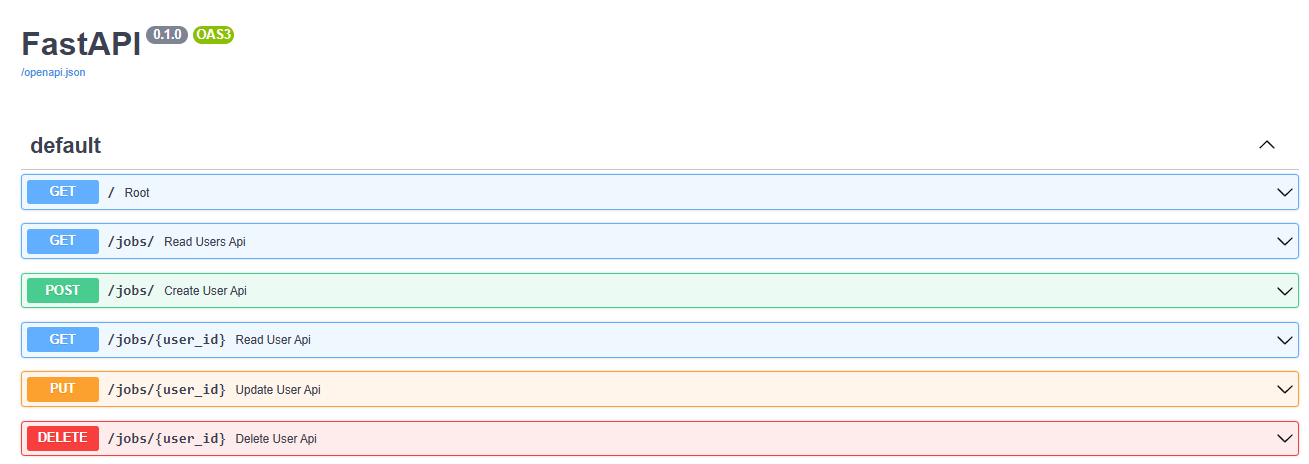 FastAPI 0.1.0 OAS3
/openapi.json
default
GET / Root
GET /jobs/ Read Users Api
POST /jobs/ Create User Api
GET /jobs/{user_id} Read User Api
PUT /jobs/{user_id} Update User Api
DELETE /jobs/{user_id} Delete User Api